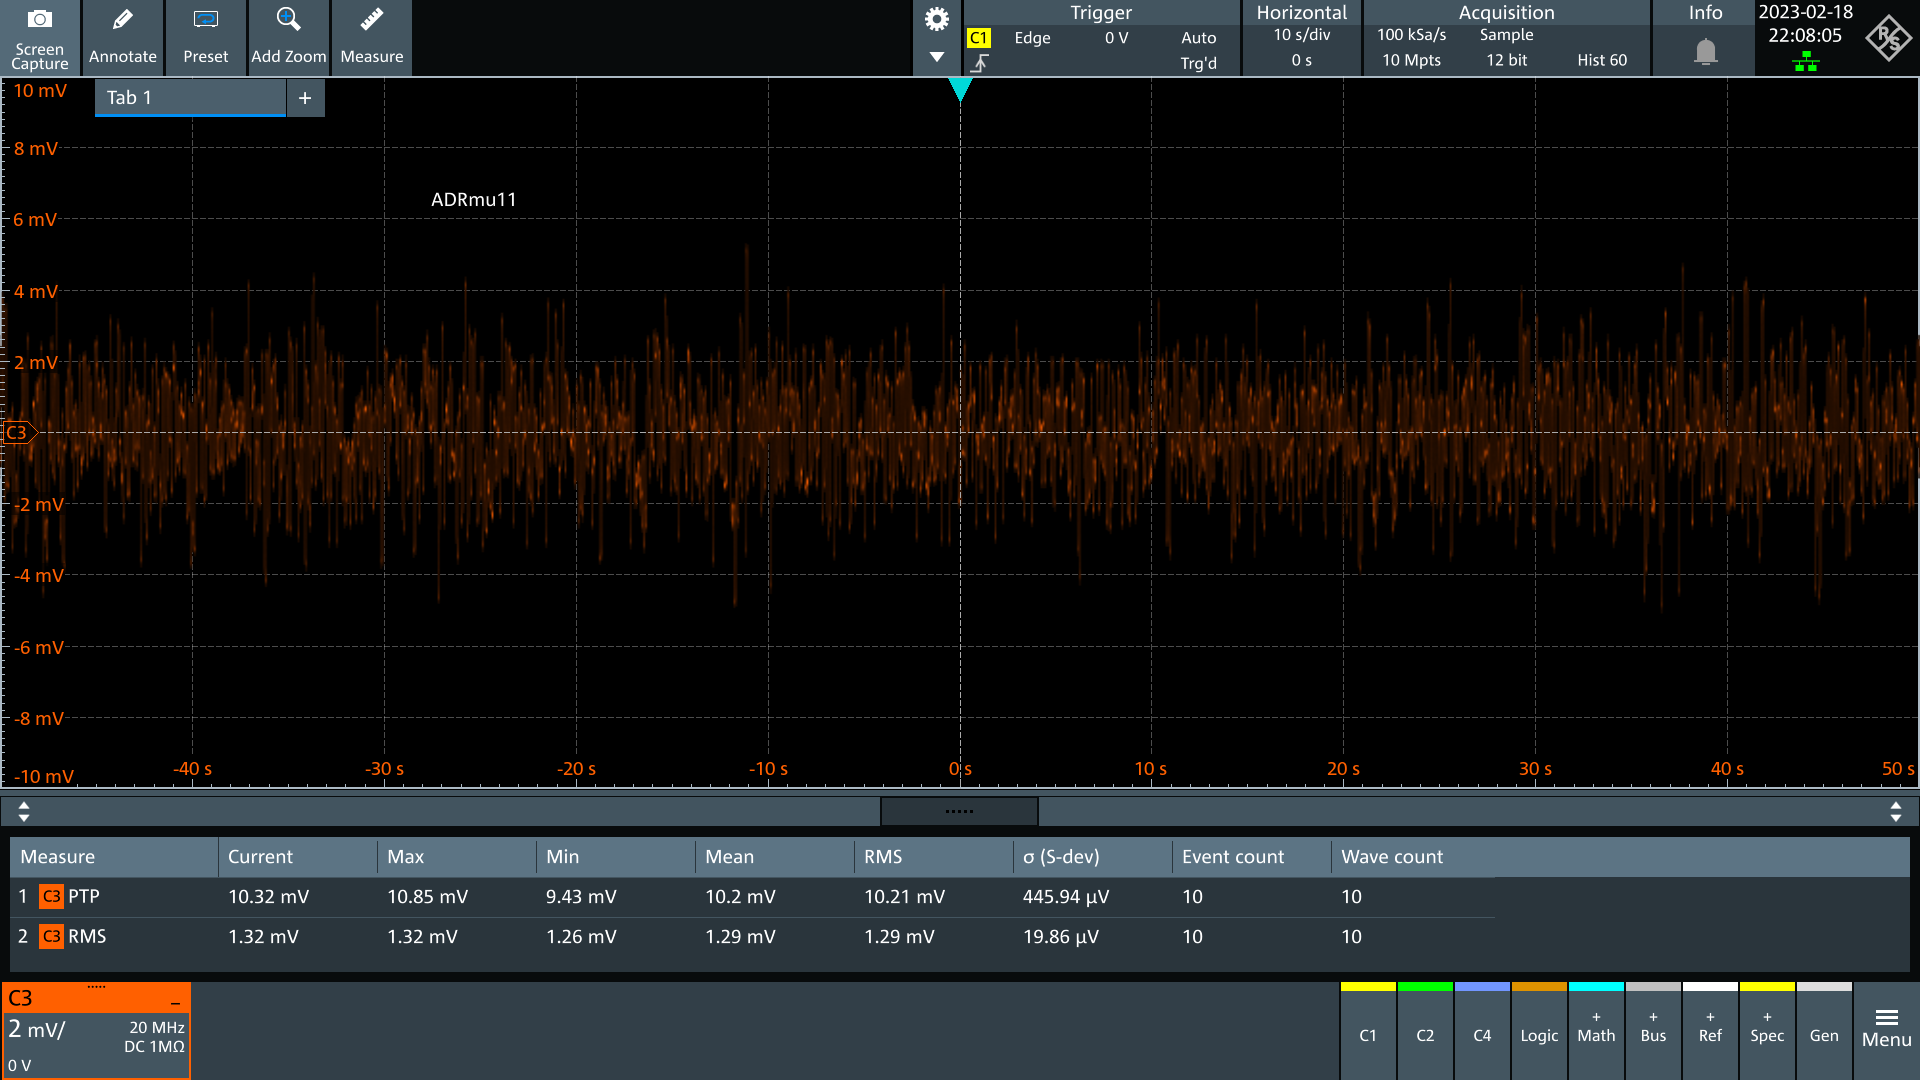 Screen Capture
Annotate
Preset
Add Zoom
Measure
Trigger
C1 Edge 0 V Auto
Trg'd
Horizontal
10 s/div
0 s
Acquisition
100 kSa/s Sample
10 Mpts 12 bit Hist 60
Info
2023-02-18
22:08:05
R S
Tab 1 +
ADRmu11
10 mV
8 mV
6 mV
4 mV
2 mV
C3
-2 mV
-4 mV
-6 mV
-8 mV
-10 mV
-40 s -30 s -20 s -10 s 0 s 10 s 20 s 30 s 40 s 50 s
Measure Current Max Min Mean RMS σ (S-dev) Event count Wave count
1 C3 PTP 10.32 mV 10.85 mV 9.43 mV 10.2 mV 10.21 mV 445.94 µV 10 10
2 C3 RMS 1.32 mV 1.32 mV 1.26 mV 1.29 mV 1.29 mV 19.86 µV 10 10
C3
2 mV/ 20 MHz
DC 1MΩ
0 V
C1
C2
C4
Logic
+ Math
+ Bus
+ Ref
+ Spec
Gen
Menu